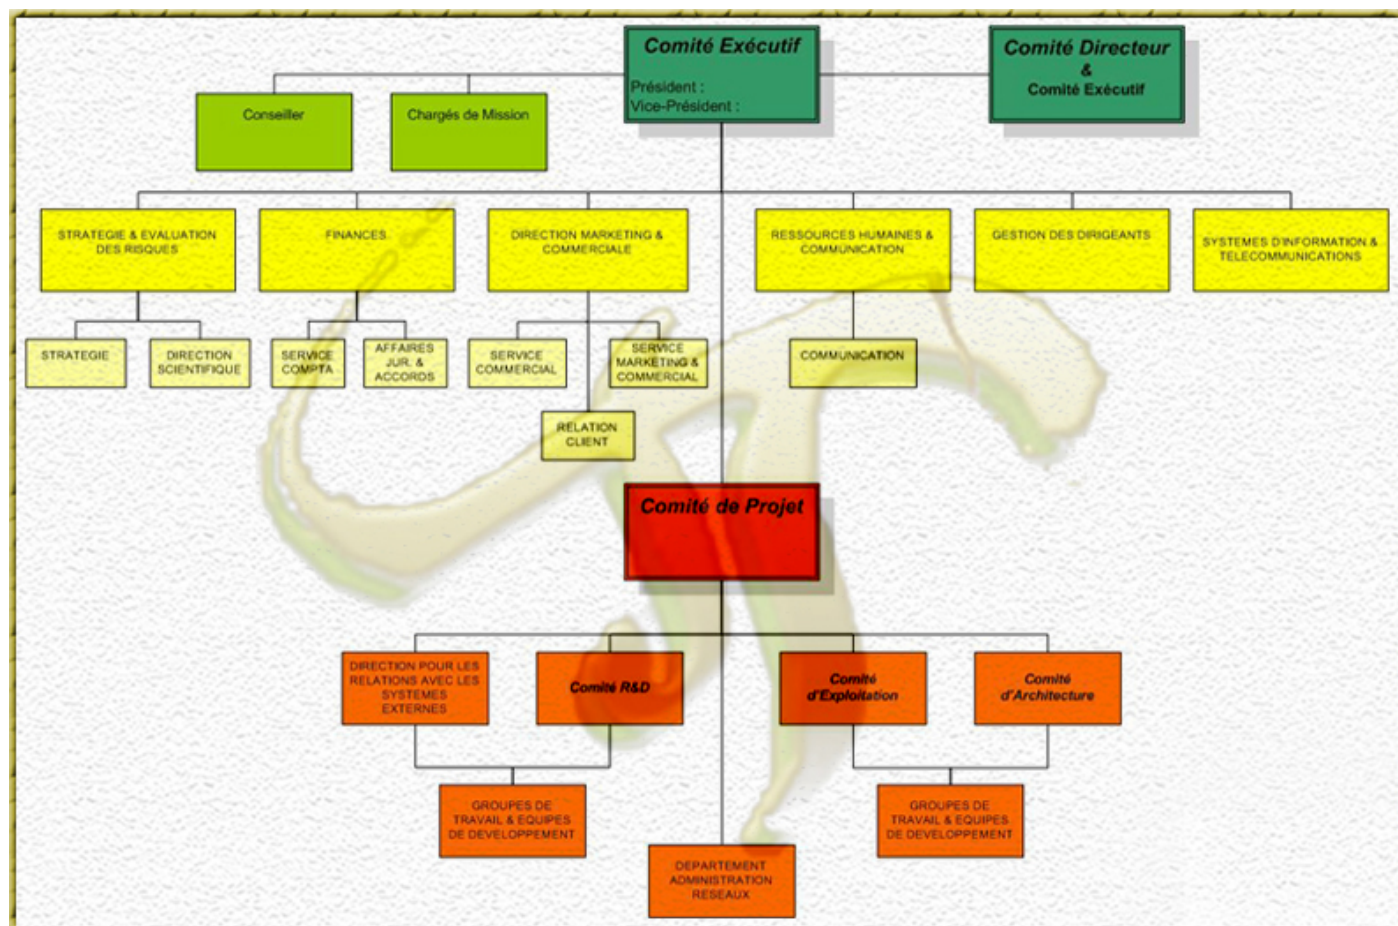 Comité Exécutif
Président :
Vice-Président :
Comité Directeur
&
Comité Exécutif
Conseiller
Chargés de Mission
STRATEGIE & EVALUATION
DES RISQUES
FINANCES
DIRECTION MARKETING &
COMMERCIALE
RESSOURCES HUMAINES &
COMMUNICATION
GESTION DES DIRIGEANTS
SYSTEMES D'INFORMATION &
TELECOMMUNICATIONS
STRATEGIE
DIRECTION
SCIENTIFIQUE
SERVICE
COMPTA
AFFAIRES
JUR. &
ACCORDS
SERVICE
COMMERCIAL
SERVICE
MARKETING &
COMMERCIAL
COMMUNICATION
RELATION
CLIENT
Comité de Projet
DIRECTION POUR LES
RELATIONS AVEC LES
SYSTEMES
EXTERNES
Comité R&D
Comité
d'Exploitation
Comité
d'Architecture
GROUPES DE
TRAVAIL & EQUIPES
DE DEVELOPPEMENT
GROUPES DE
TRAVAIL & EQUIPES
DE DEVELOPPEMENT
DEPARTEMENT
ADMINISTRATION
RESEAUX